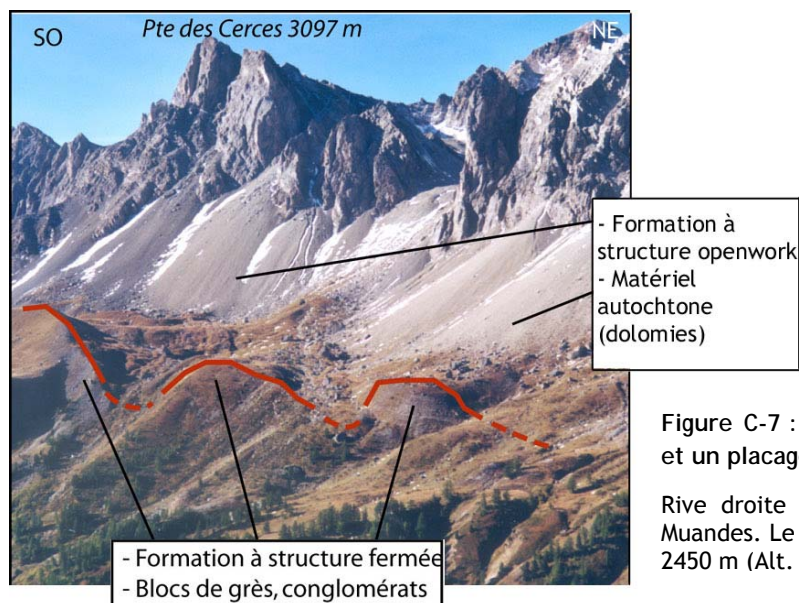 SO
Pte des Cerces 3097 m
NE
- Formation à
structure openwork
- Matériel
autochtone
(dolomies)
Figure C-7 :
et un placag
Rive droite
Muandes. Le
2450 m (Alt.
- Formation à structure fermée
- Blocs de grès, conglomérats